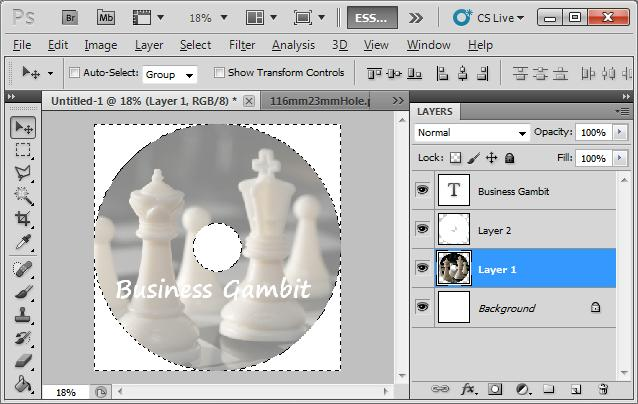 Ps Br Mb 18% ESS... CS Live
File Edit Image Layer Select Filter Analysis 3D View Window Help
Auto-Select: Group Show Transform Controls
Untitled-1 @ 18% (Layer 1, RGB/8) * 116mm23mmHole.p
LAYERS
Normal Opacity: 100%
Lock: Fill: 100%
T Business Gambit
Layer 2
Layer 1
Background
Business Gambit
18%
fx